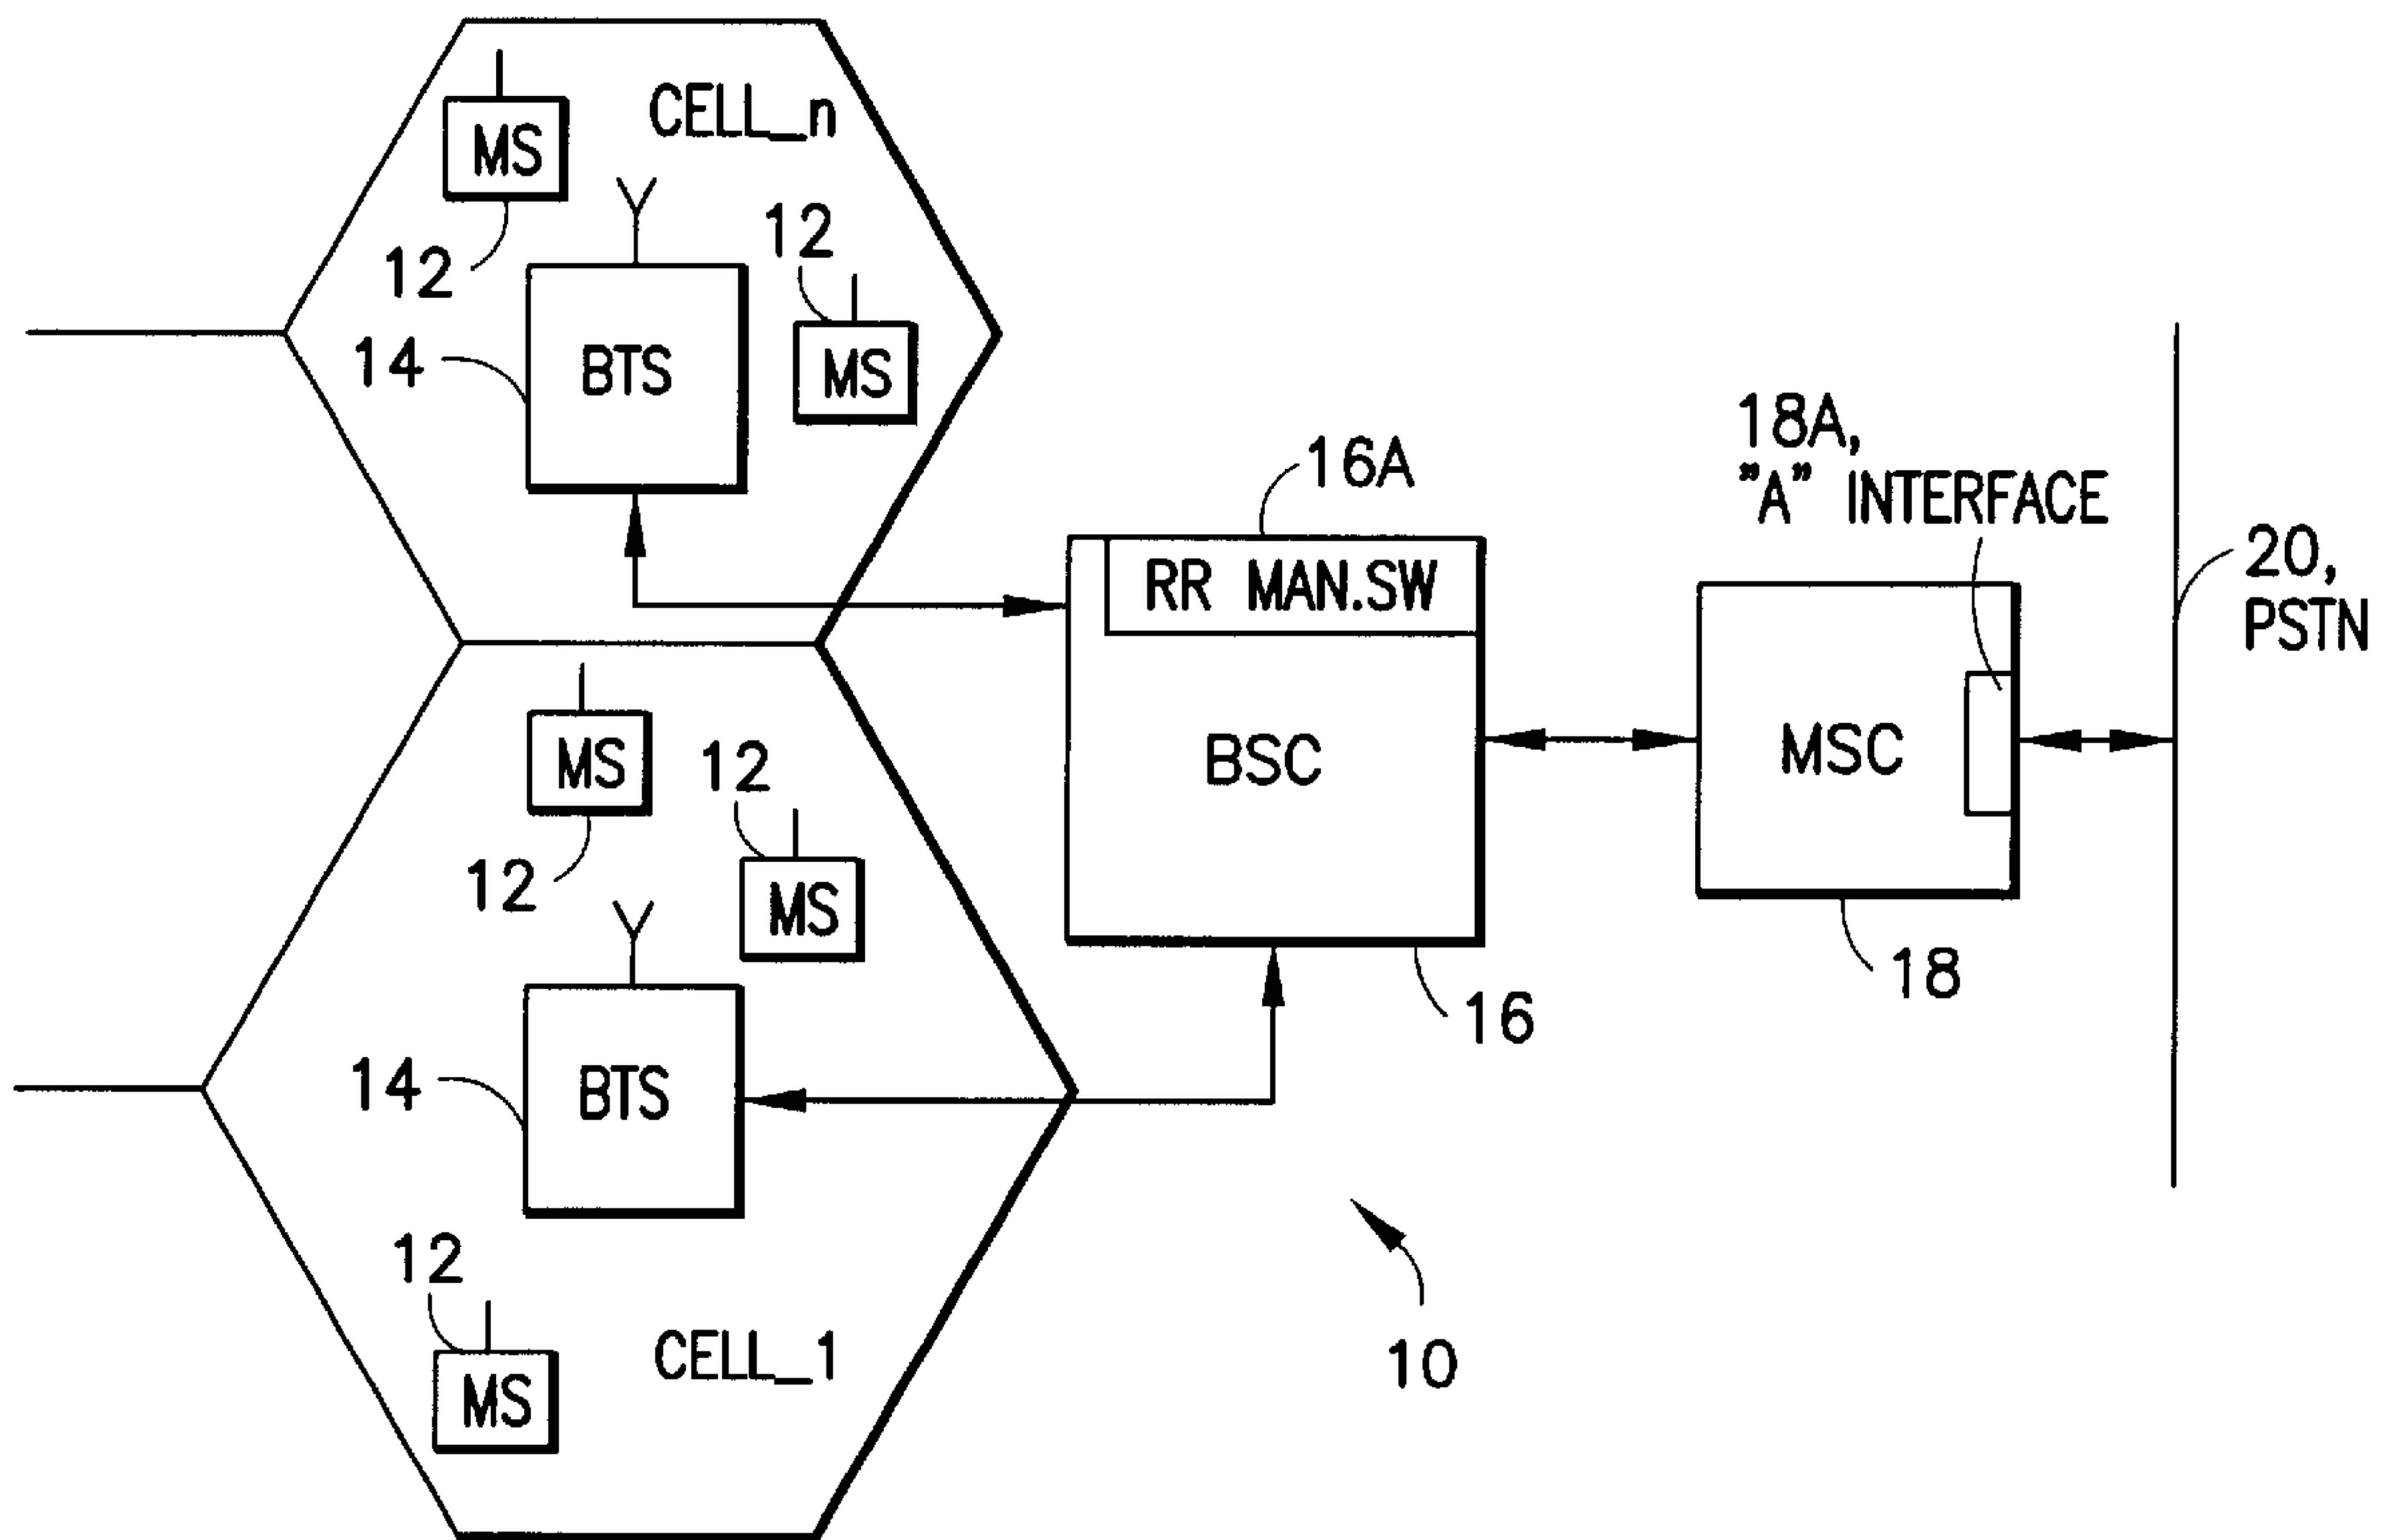 CELL_n
MS
12
12
MS
14
BTS
16A
RR MAN.SW
BSC
16
18A,
"A" INTERFACE
MSC
18
20,
PSTN
MS
12
12
MS
14
BTS
12
MS
CELL_1
10